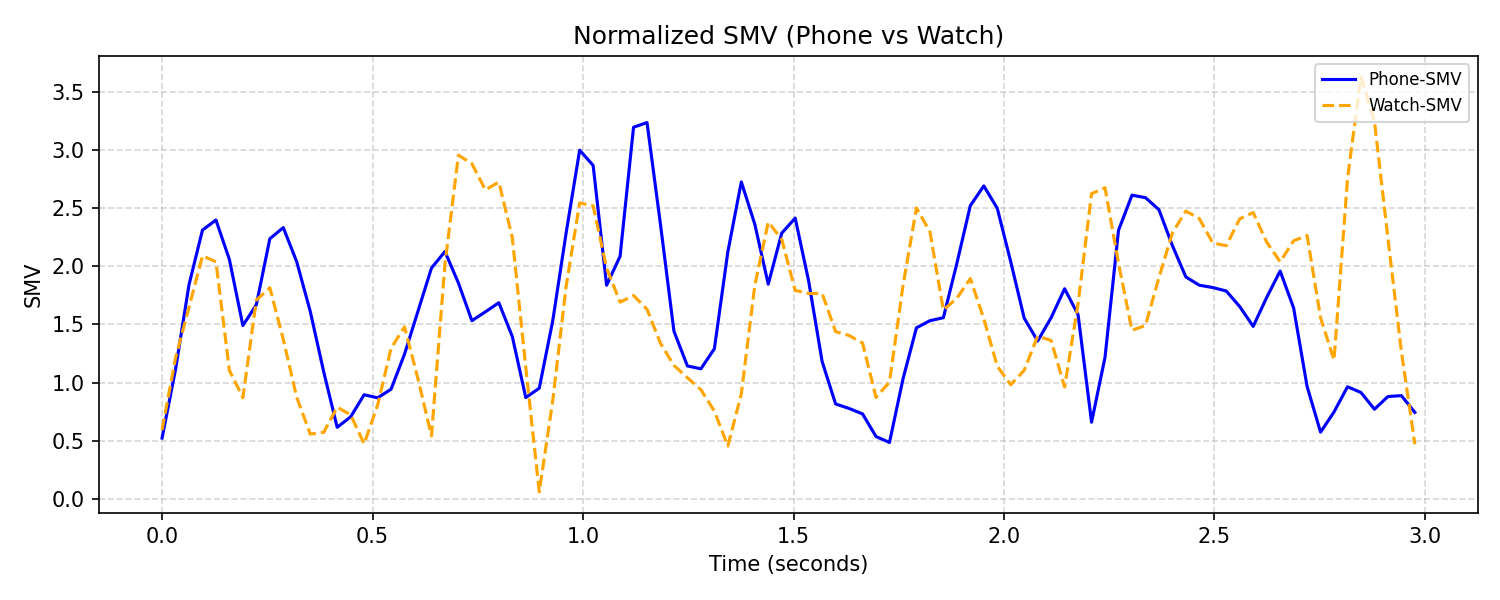 Normalized SMV (Phone vs Watch)
Phone-SMV
Watch-SMV
3.5
3.0
2.5
2.0
1.5
1.0
0.5
0.0
SMV
0.0 0.5 1.0 1.5 2.0 2.5 3.0
Time (seconds)